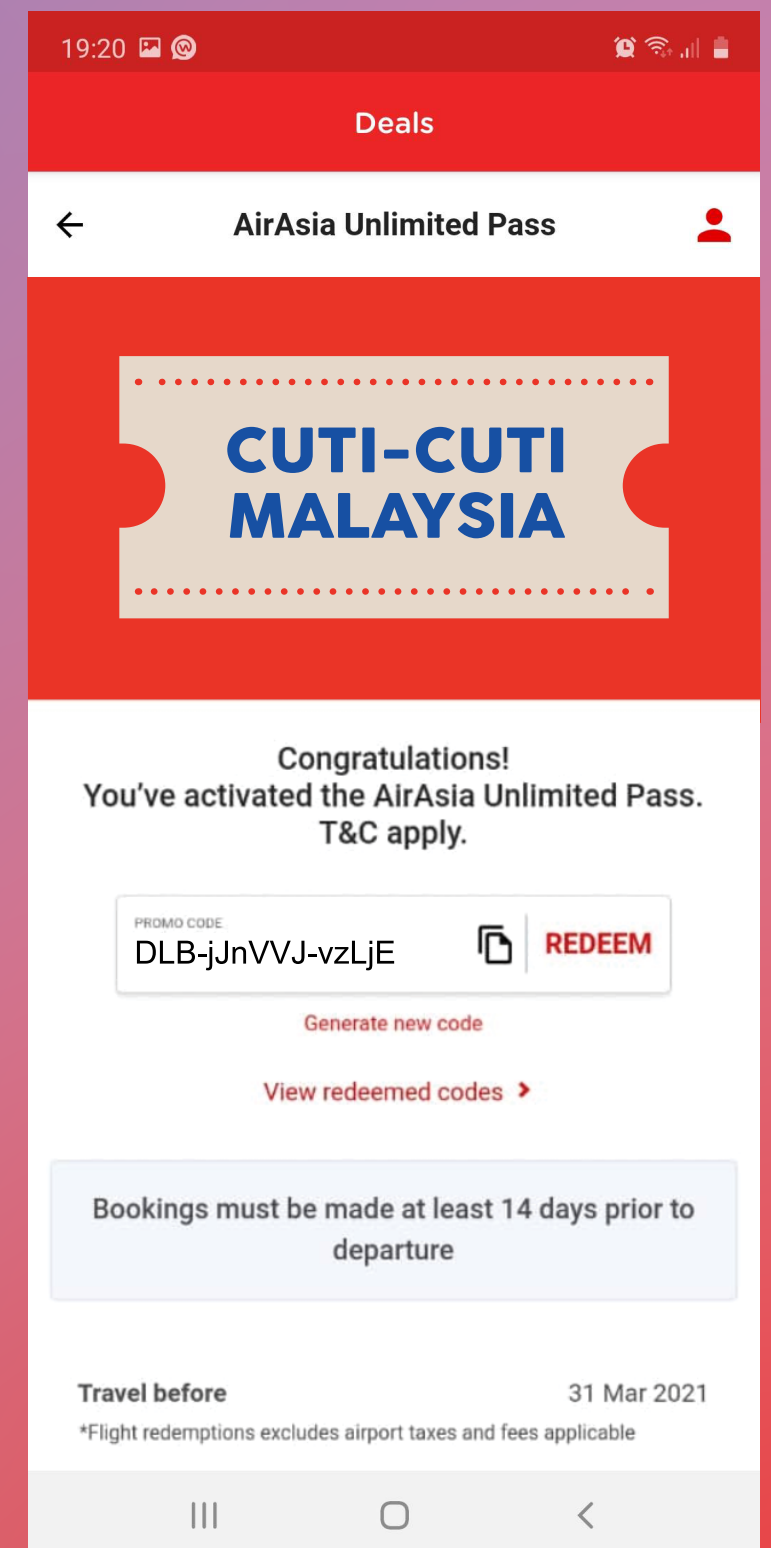 19:20
Deals
AirAsia Unlimited Pass
CUTI-CUTI
MALAYSIA
Congratulations!
You've activated the AirAsia Unlimited Pass.
T&C apply.
PROMO CODE
DLB-jJnVVJ-vzLjE
REDEEM
Generate new code
View redeemed codes
Bookings must be made at least 14 days prior to
departure
Travel before 31 Mar 2021
*Flight redemptions excludes airport taxes and fees applicable